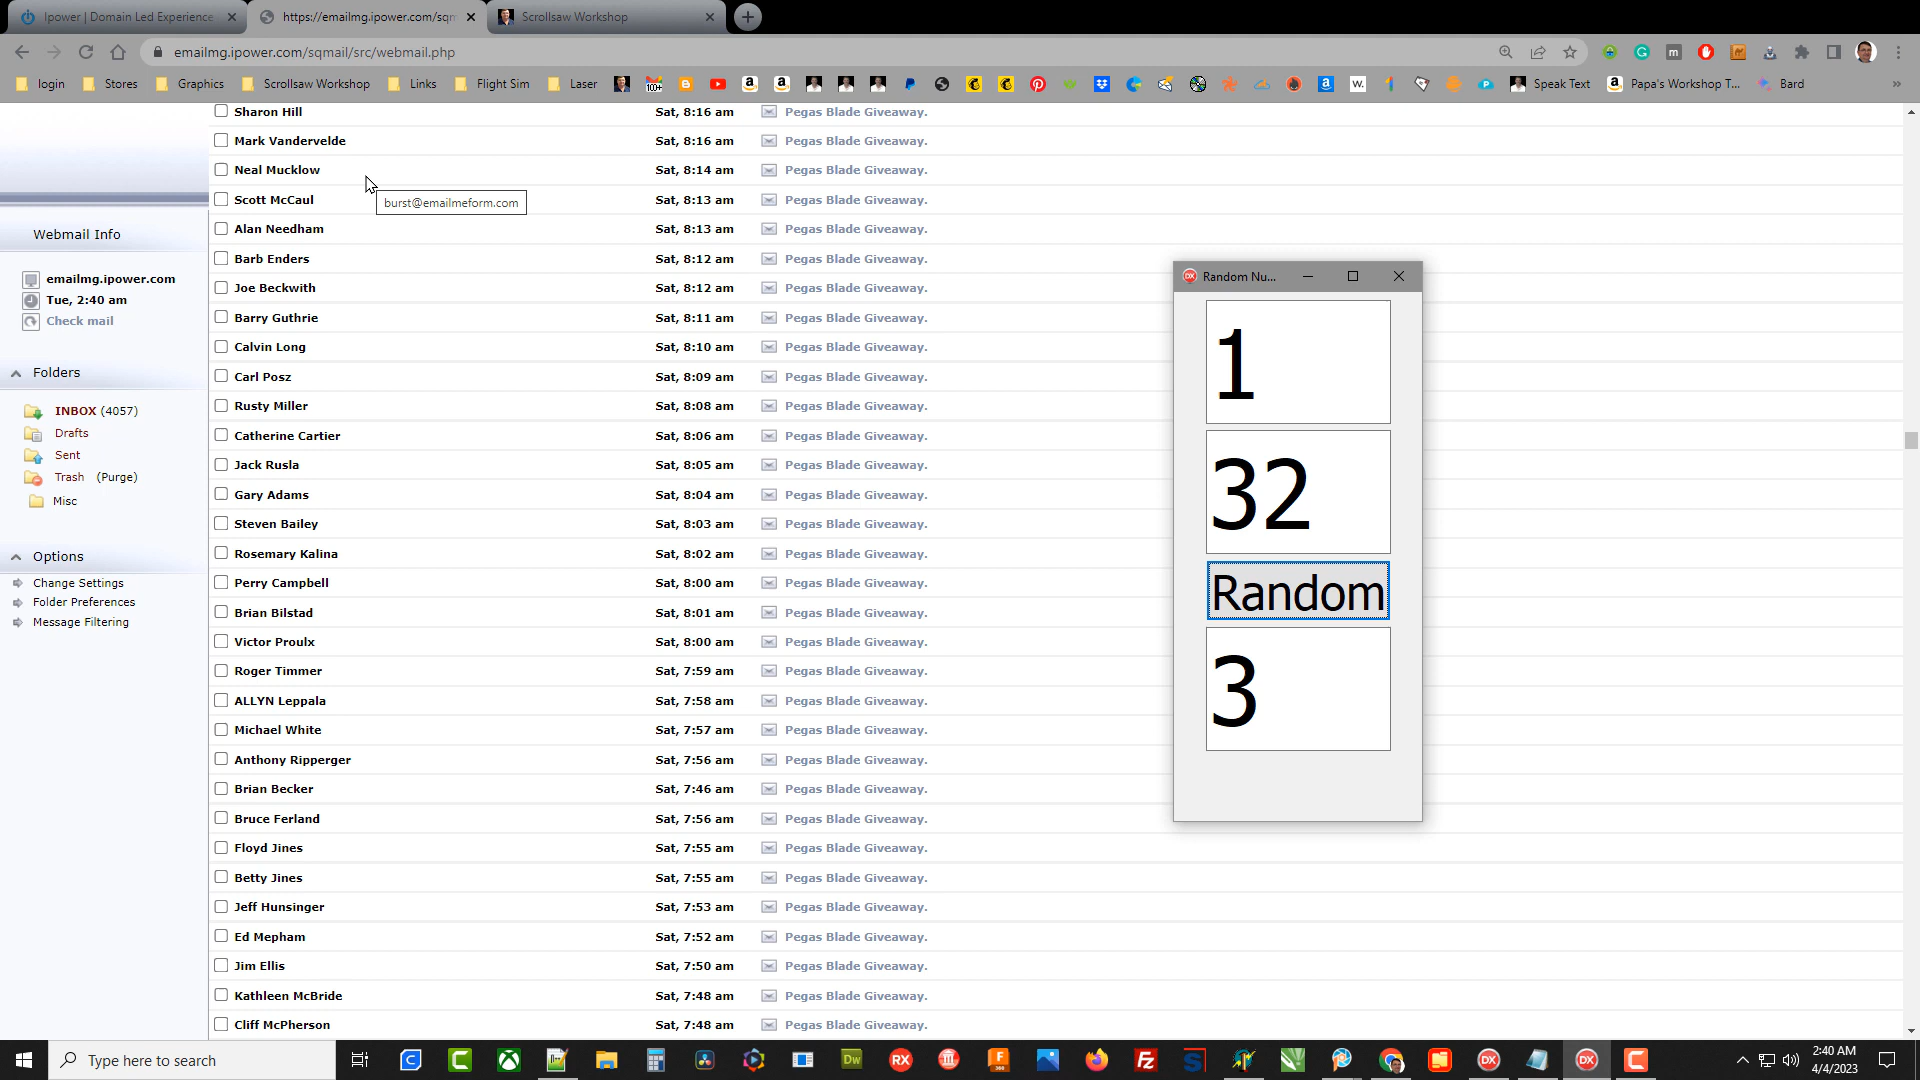 Ipower | Domain Led Experience
https://emailmg.ipower.com/sqm
Scrollsaw Workshop
emailmg.ipower.com/sqmail/src/webmail.php
login Stores Graphics Scrollsaw Workshop Links Flight Sim Laser Speak Text Papa's Workshop T... Bard
Sharon Hill Sat, 8:16 am Pegas Blade Giveaway.
Mark Vandervelde Sat, 8:16 am Pegas Blade Giveaway.
Neal Mucklow Sat, 8:14 am Pegas Blade Giveaway.
burst@emailmeform.com
Scott McCaul Sat, 8:13 am Pegas Blade Giveaway.
Alan Needham Sat, 8:13 am Pegas Blade Giveaway.
Barb Enders Sat, 8:12 am Pegas Blade Giveaway.
Joe Beckwith Sat, 8:12 am Pegas Blade Giveaway.
Barry Guthrie Sat, 8:11 am Pegas Blade Giveaway.
Calvin Long Sat, 8:10 am Pegas Blade Giveaway.
Carl Posz Sat, 8:09 am Pegas Blade Giveaway.
Rusty Miller Sat, 8:08 am Pegas Blade Giveaway.
Catherine Cartier Sat, 8:06 am Pegas Blade Giveaway.
Jack Rusla Sat, 8:05 am Pegas Blade Giveaway.
Gary Adams Sat, 8:04 am Pegas Blade Giveaway.
Steven Bailey Sat, 8:03 am Pegas Blade Giveaway.
Rosemary Kalina Sat, 8:02 am Pegas Blade Giveaway.
Perry Campbell Sat, 8:00 am Pegas Blade Giveaway.
Brian Bilstad Sat, 8:01 am Pegas Blade Giveaway.
Victor Proulx Sat, 8:00 am Pegas Blade Giveaway.
Roger Timmer Sat, 7:59 am Pegas Blade Giveaway.
ALLYN Leppala Sat, 7:58 am Pegas Blade Giveaway.
Michael White Sat, 7:57 am Pegas Blade Giveaway.
Anthony Ripperger Sat, 7:56 am Pegas Blade Giveaway.
Brian Becker Sat, 7:46 am Pegas Blade Giveaway.
Bruce Ferland Sat, 7:56 am Pegas Blade Giveaway.
Floyd Jines Sat, 7:55 am Pegas Blade Giveaway.
Betty Jines Sat, 7:55 am Pegas Blade Giveaway.
Jeff Hunsinger Sat, 7:53 am Pegas Blade Giveaway.
Ed Mepham Sat, 7:52 am Pegas Blade Giveaway.
Jim Ellis Sat, 7:50 am Pegas Blade Giveaway.
Kathleen McBride Sat, 7:48 am Pegas Blade Giveaway.
Cliff McPherson Sat, 7:48 am Pegas Blade Giveaway.
Webmail Info
emailmg.ipower.com
Tue, 2:40 am
Check mail
Folders
INBOX (4057)
Drafts
Sent
Trash (Purge)
Misc
Options
Change Settings
Folder Preferences
Message Filtering
Random Nu...
1
32
Random
3
Type here to search
2:40 AM
4/4/2023